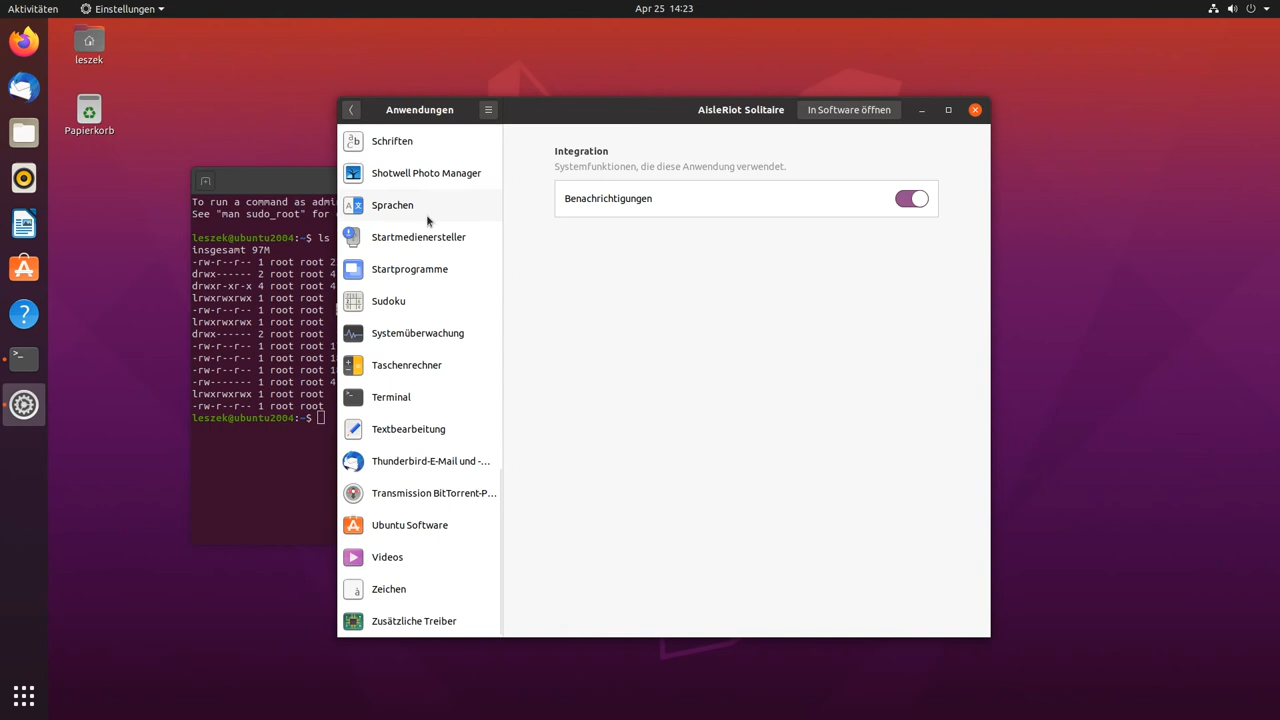 Aktivitäten
Einstellungen
Apr 25 14:23
leszek
Papierkorb
To run a command as admi
See "man sudo_root" for
leszek@ubuntu2004:~$ ls
insgesamt 97M
-rw-r--r-- 1 root root 2
drwx------ 2 root root 4
drwxr-xr-x 4 root root 4
lrwxrwxrwx 1 root root
-rw-r--r-- 1 root root
lrwxrwxrwx 1 root root
drwx------ 2 root root
-rw-r--r-- 1 root root 1
-rw-r--r-- 1 root root 1
-rw-r--r-- 1 root root 1
-rw------- 1 root root 4
lrwxrwxrwx 1 root root
-rw-r--r-- 1 root root
leszek@ubuntu2004:~$
Anwendungen
AisleRiot Solitaire
In Software öffnen
Schriften
Shotwell Photo Manager
Sprachen
Startmedienersteller
Startprogramme
Sudoku
Systemüberwachung
Taschenrechner
Terminal
Textbearbeitung
Thunderbird-E-Mail und -...
Transmission BitTorrent-P...
Ubuntu Software
Videos
Zeichen
Zusätzliche Treiber
Integration
Systemfunktionen, die diese Anwendung verwendet.
Benachrichtigungen